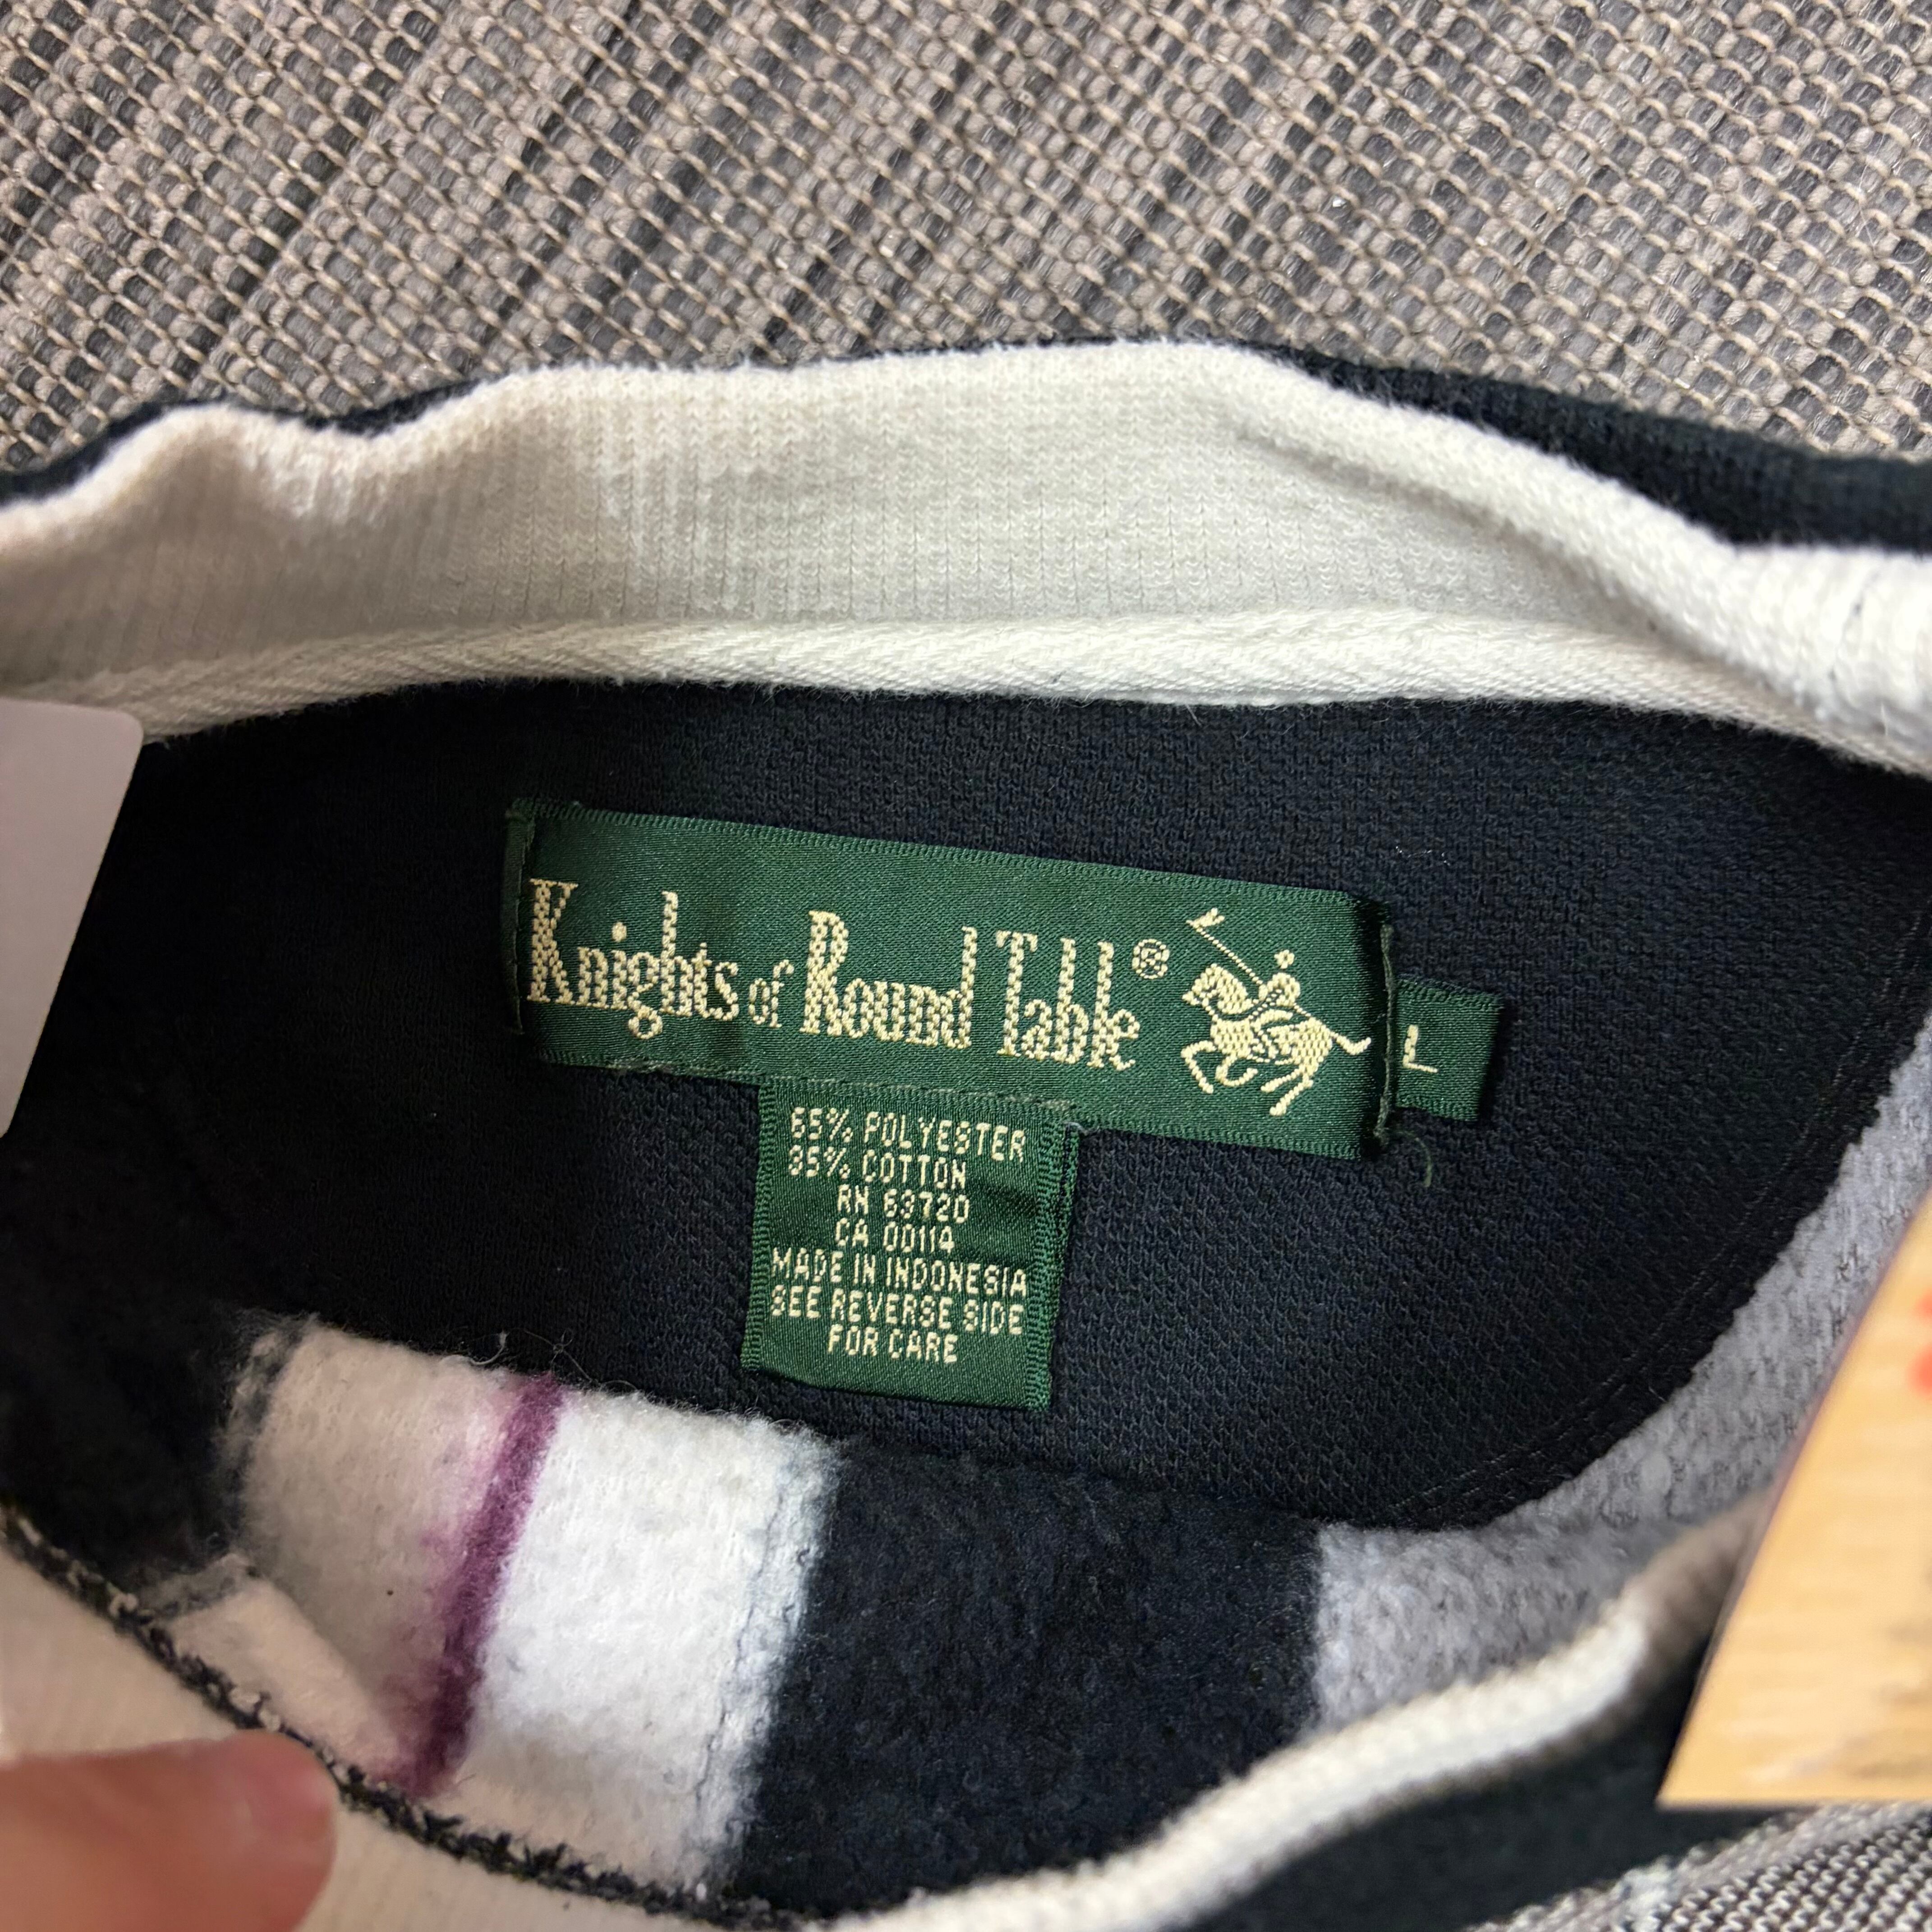 Knights of Round Table®
L
65% POLYESTER
35% COTTON
RN 63720
CA 00114
MADE IN INDONESIA
SEE REVERSE SIDE
FOR CARE